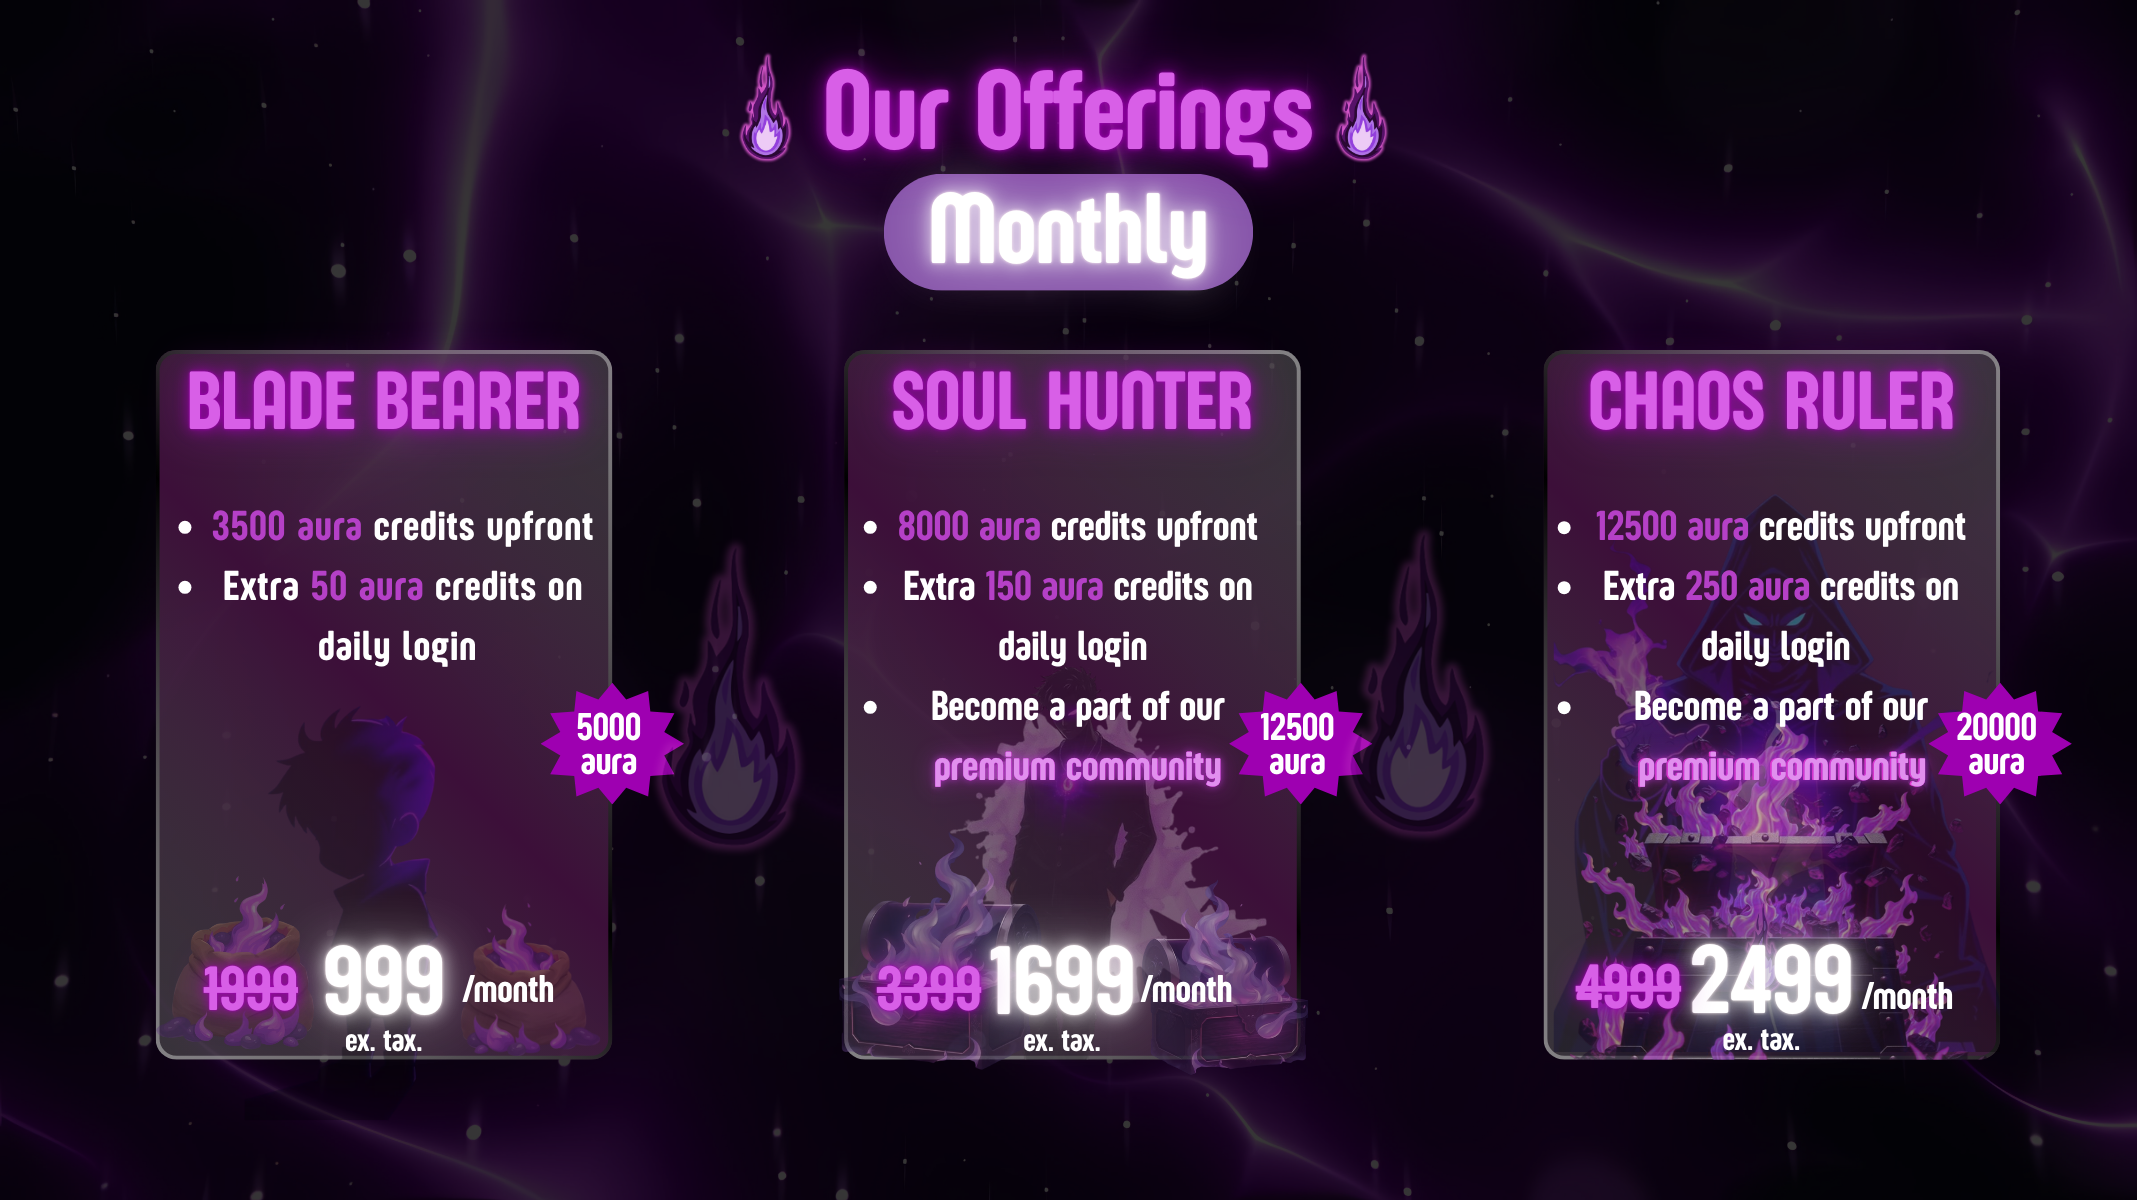 Our Offerings
Monthly
BLADE BEARER
• 3500 aura credits upfront
• Extra 50 aura credits on
daily login
5000
aura
1999 999 /month
ex. tax.
SOUL HUNTER
• 8000 aura credits upfront
• Extra 150 aura credits on
daily login
• Become a part of our
premium community
12500
aura
3399 1699 /month
ex. tax.
CHAOS RULER
• 12500 aura credits upfront
• Extra 250 aura credits on
daily login
• Become a part of our
premium community
20000
aura
4999 2499 /month
ex. tax.